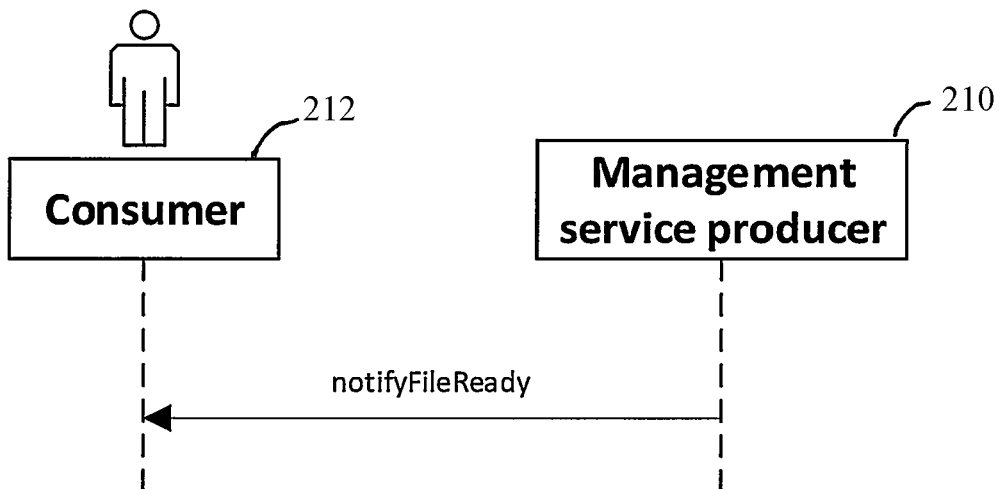 212
210
Consumer
Management
service producer
notifyFileReady